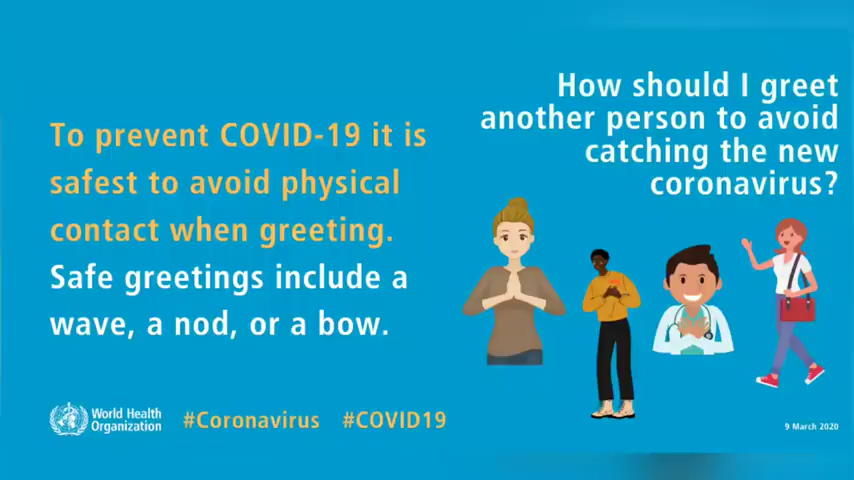 To prevent COVID-19 it is
safest to avoid physical
contact when greeting.
Safe greetings include a
wave, a nod, or a bow.
How should I greet
another person to avoid
catching the new
coronavirus?
World Health
Organization
#Coronavirus #COVID19
9 March 2020